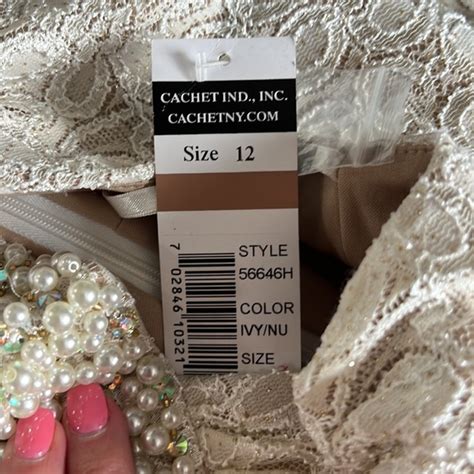 CACHET IND., INC.
CACHETNY.COM
Size 12
STYLE
56646H
COLOR
IVY/NU
SIZE
7 02846 10321